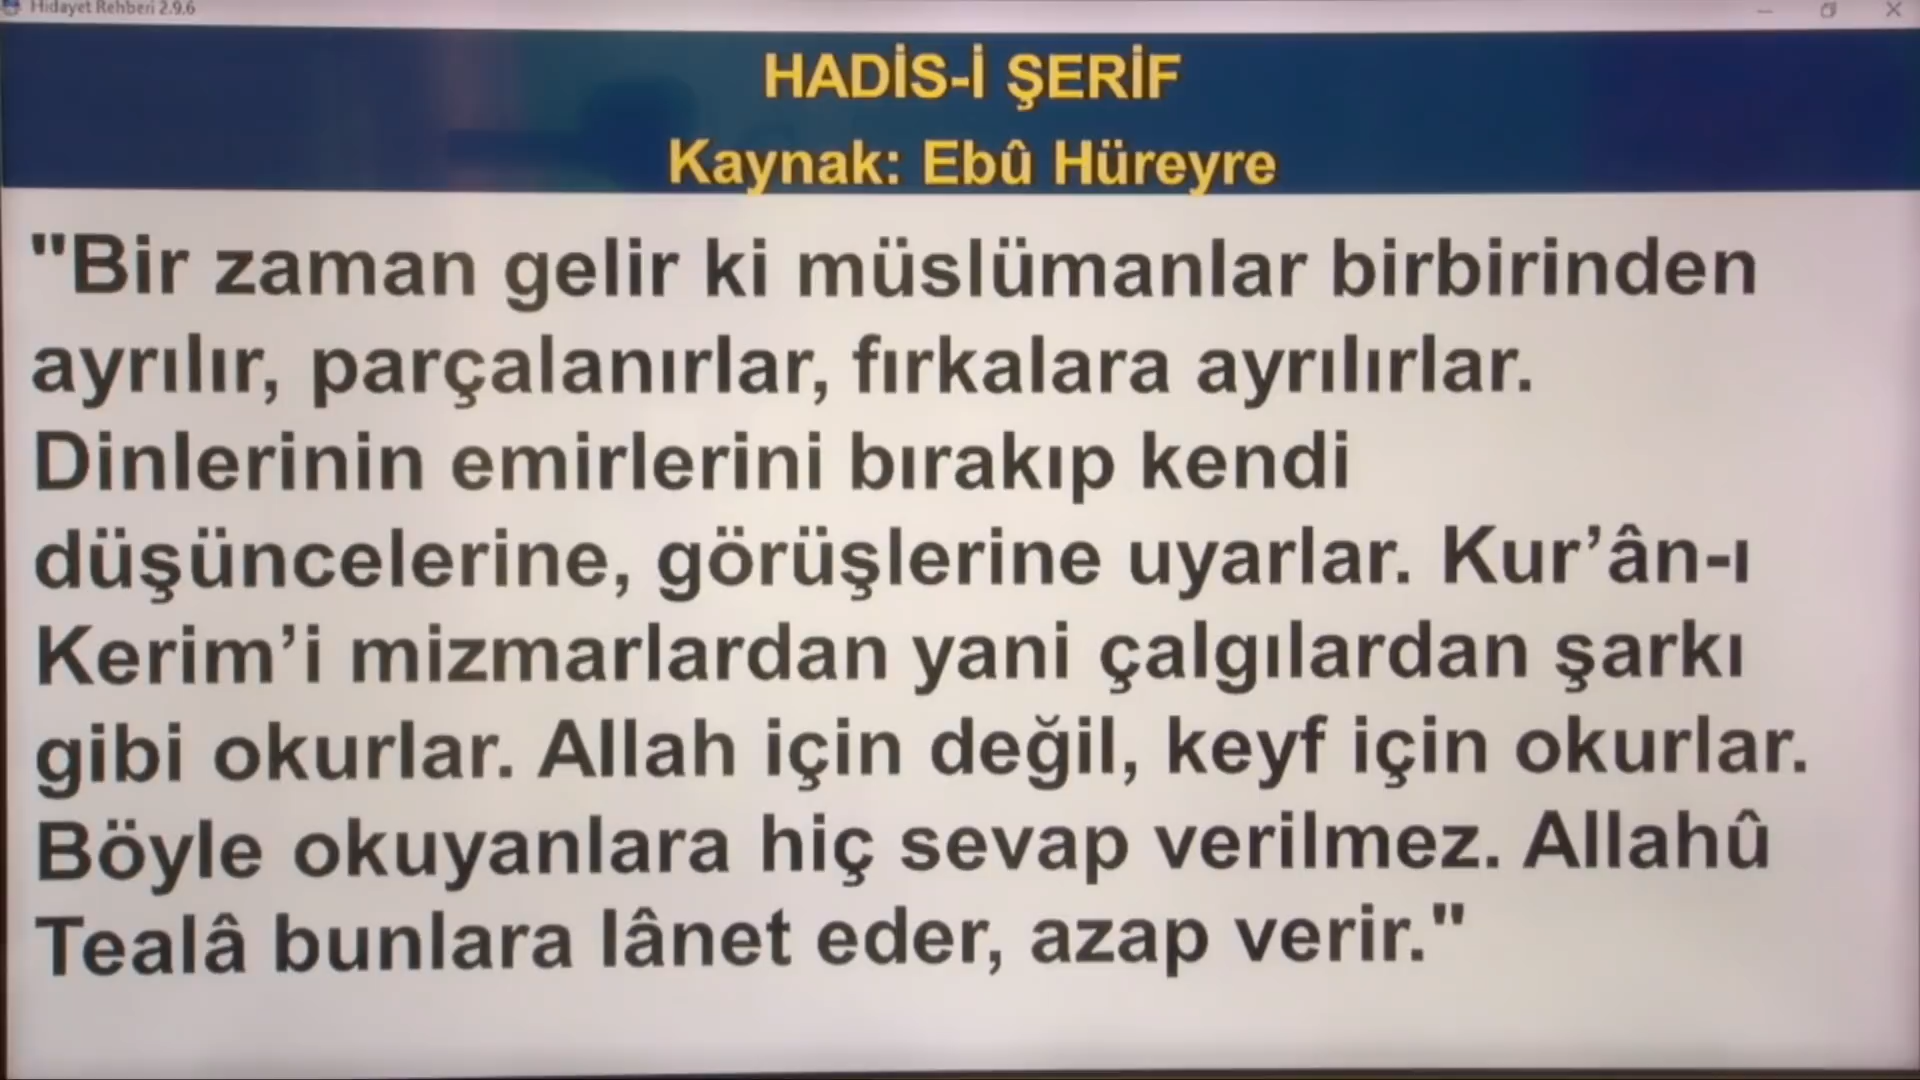 Hidayet Rehberi 2.9.6
HADİS-İ ŞERİF
Kaynak: Ebû Hüreyre
"Bir zaman gelir ki müslümanlar birbirinden
ayrılır, parçalanırlar, fırkalara ayrılırlar.
Dinlerinin emirlerini bırakıp kendi
düşüncelerine, görüşlerine uyarlar. Kur’ân-ı
Kerim’i mizmarlardan yani çalgılardan şarkı
gibi okurlar. Allah için değil, keyf için okurlar.
Böyle okuyanlara hiç sevap verilmez. Allahû
Tealâ bunlara lânet eder, azap verir."